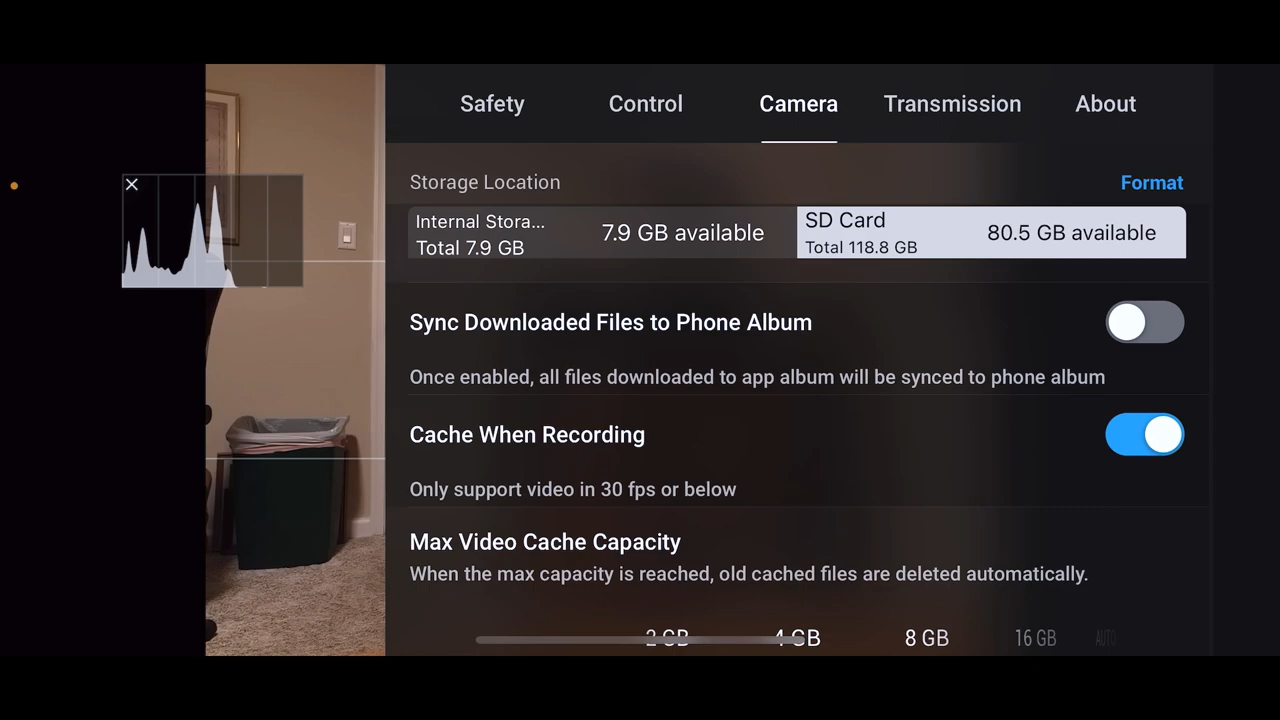 Safety Control Camera Transmission About
Storage Location Format
Internal Stora... 7.9 GB available SD Card 80.5 GB available
Total 7.9 GB Total 118.8 GB
Sync Downloaded Files to Phone Album
Once enabled, all files downloaded to app album will be synced to phone album
Cache When Recording
Only support video in 30 fps or below
Max Video Cache Capacity
When the max capacity is reached, old cached files are deleted automatically.
2 GB 4 GB 8 GB 16 GB AUTO